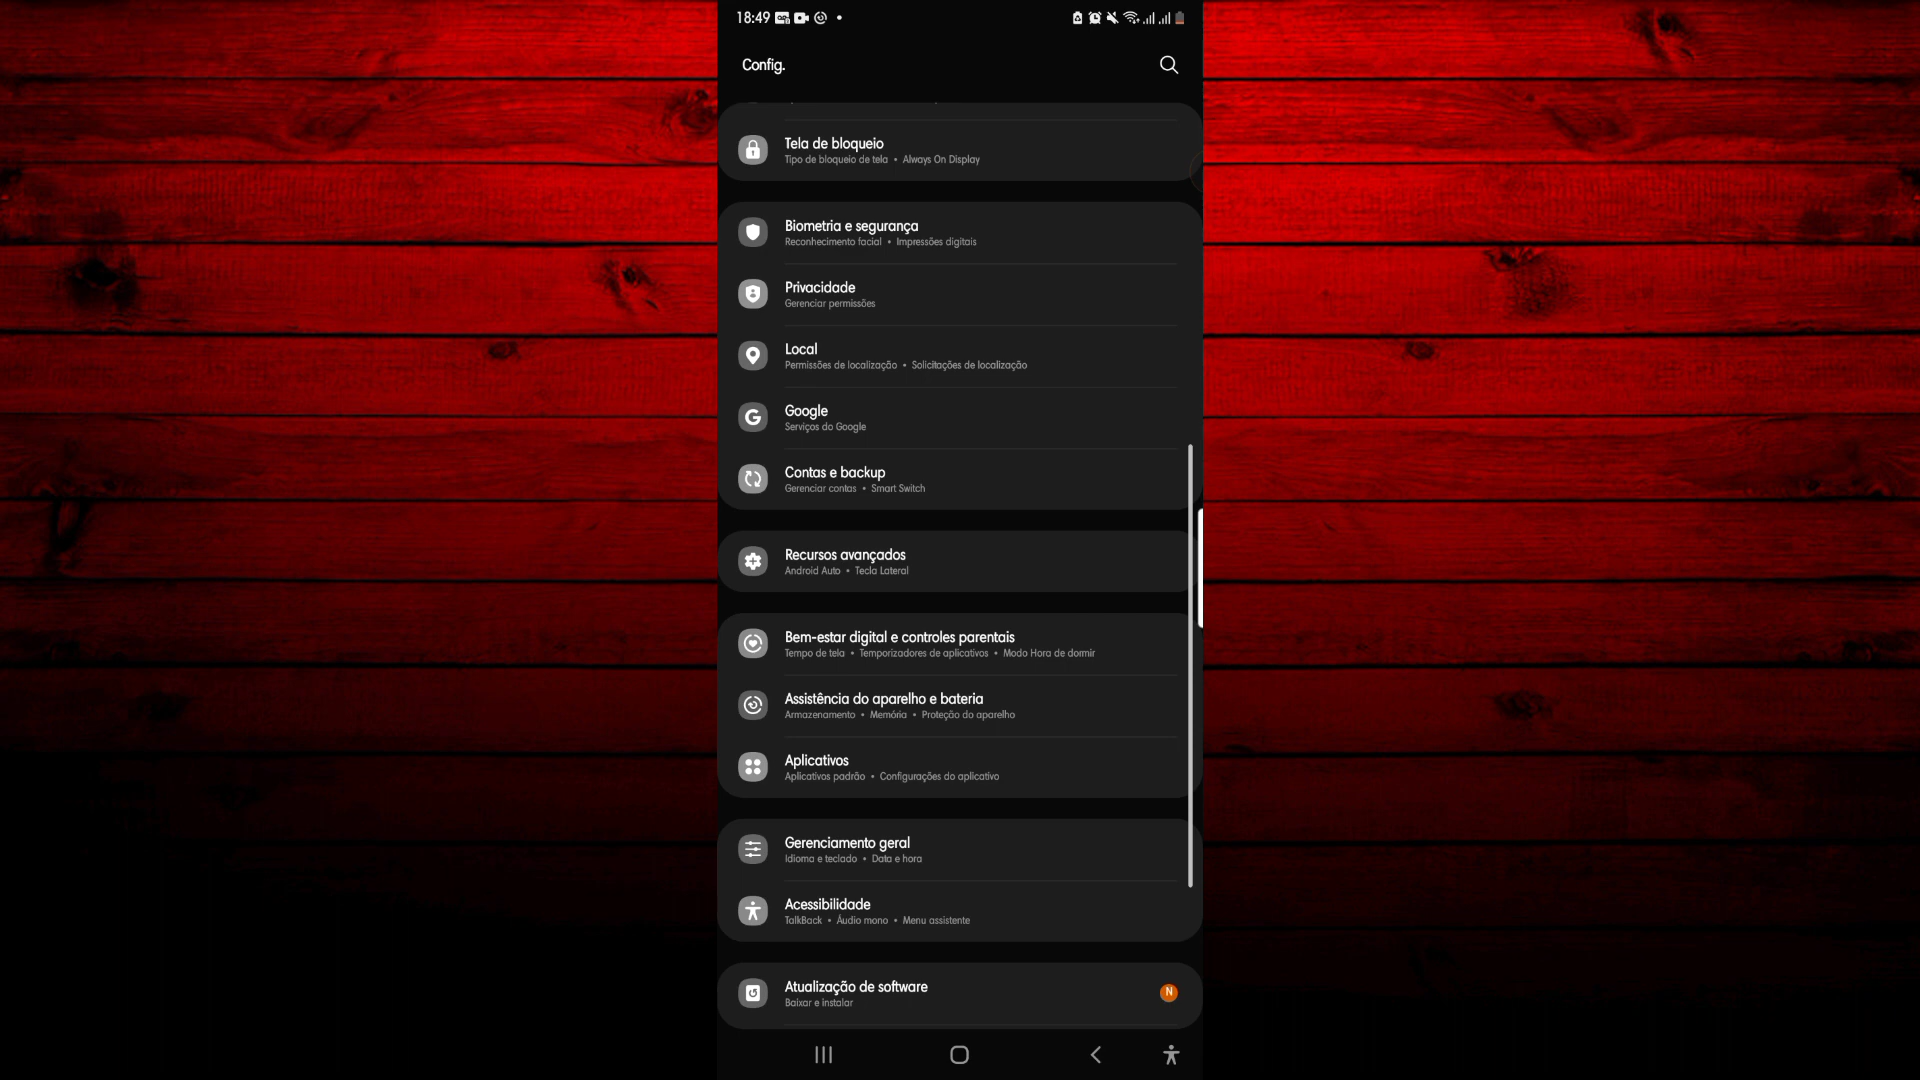 18:49
Config.
Tela de bloqueio
Tipo de bloqueio de tela • Always On Display
Biometria e segurança
Reconhecimento facial • Impressões digitais
Privacidade
Gerenciar permissões
Local
Permissões de localização • Solicitações de localização
Google
Serviços do Google
Contas e backup
Gerenciar contas • Smart Switch
Recursos avançados
Android Auto • Tecla Lateral
Bem-estar digital e controles parentais
Tempo de tela • Temporizadores de aplicativos • Modo Hora de dormir
Assistência do aparelho e bateria
Armazenamento • Memória • Proteção do aparelho
Aplicativos
Aplicativos padrão • Configurações do aplicativo
Gerenciamento geral
Idioma e teclado • Data e hora
Acessibilidade
TalkBack • Áudio mono • Menu assistente
Atualização de software
N
Baixar e instalar